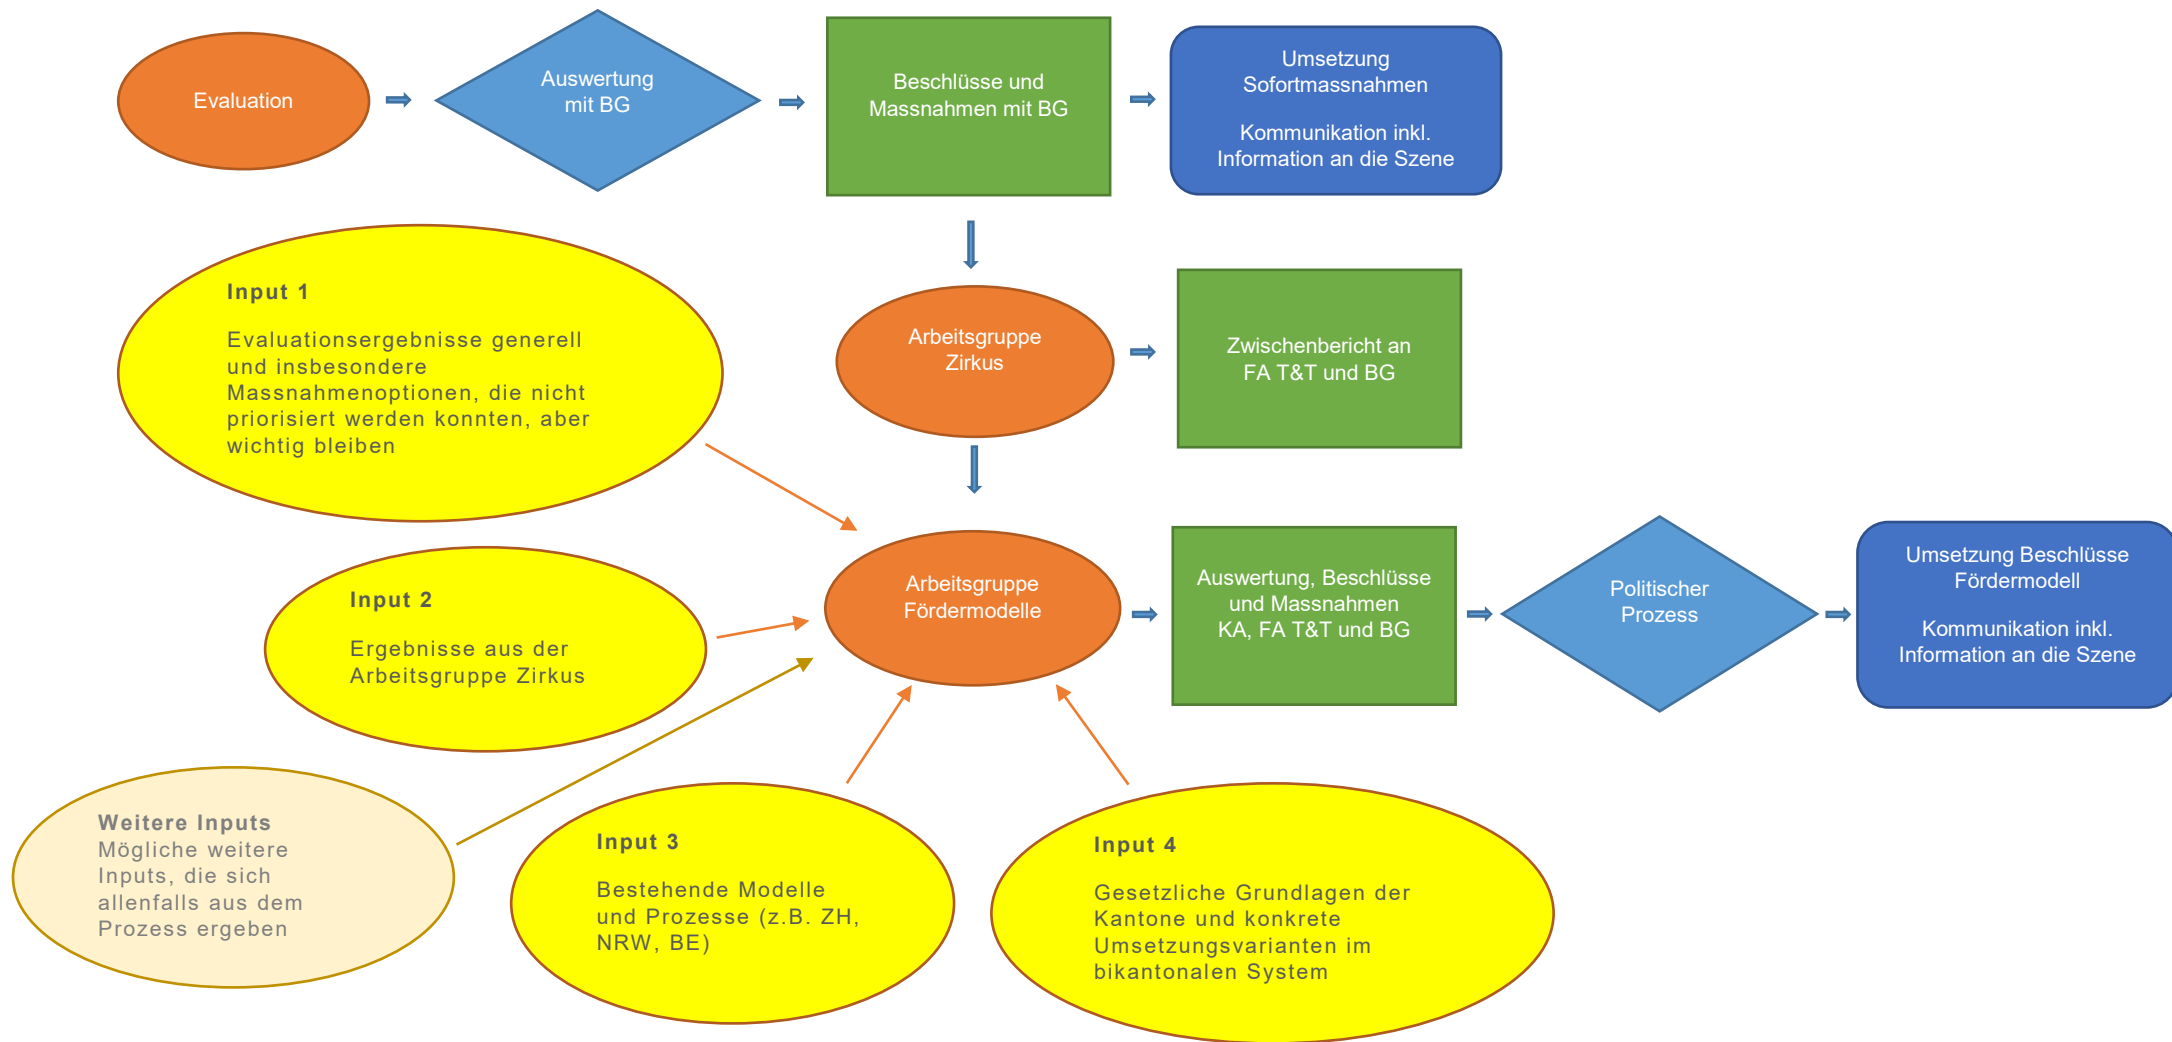 Evaluation
Auswertung
mit BG
Beschlüsse und
Massnahmen mit BG
Umsetzung
Sofortmassnahmen
Kommunikation inkl.
Information an die Szene
Input 1
Evaluationsergebnisse generell
und insbesondere
Massnahmenoptionen, die nicht
priorisiert werden konnten, aber
wichtig bleiben
Arbeitsgruppe
Zirkus
Zwischenbericht an
FA T&T und BG
Input 2
Ergebnisse aus der
Arbeitsgruppe Zirkus
Arbeitsgruppe
Fördermodelle
Auswertung, Beschlüsse
und Massnahmen
KA, FA T&T und BG
Politischer
Prozess
Umsetzung Beschlüsse
Fördermodell
Kommunikation inkl.
Information an die Szene
Weitere Inputs
Mögliche weitere
Inputs, die sich
allenfalls aus dem
Prozess ergeben
Input 3
Bestehende Modelle
und Prozesse (z.B. ZH,
NRW, BE)
Input 4
Gesetzliche Grundlagen der
Kantone und konkrete
Umsetzungsvarianten im
bikantonalen System